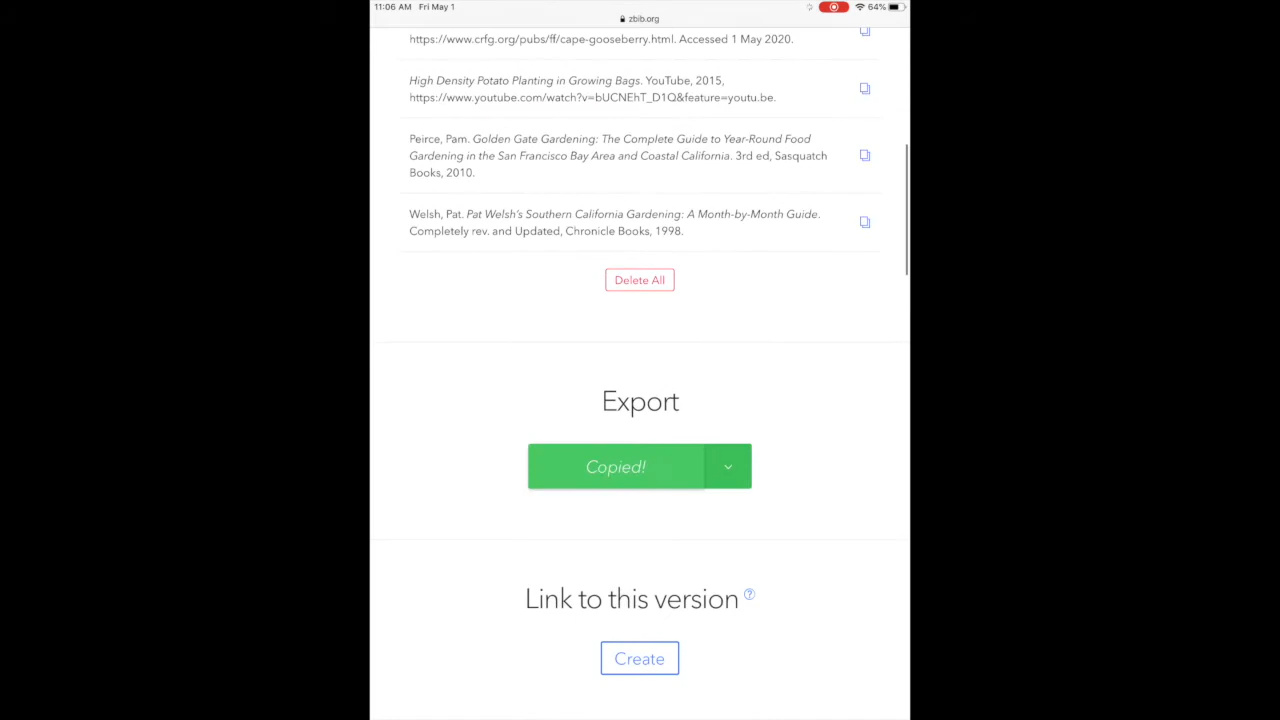 11:06 AM Fri May 1
64%
zbib.org
https://www.crfg.org/pubs/ff/cape-gooseberry.html. Accessed 1 May 2020.
High Density Potato Planting in Growing Bags. YouTube, 2015,
https://www.youtube.com/watch?v=bUCNEhT_D1Q&feature=youtu.be.
Peirce, Pam. Golden Gate Gardening: The Complete Guide to Year-Round Food
Gardening in the San Francisco Bay Area and Coastal California. 3rd ed, Sasquatch
Books, 2010.
Welsh, Pat. Pat Welsh's Southern California Gardening: A Month-by-Month Guide.
Completely rev. and Updated, Chronicle Books, 1998.
Delete All
Export
Copied!
Link to this version ?
Create